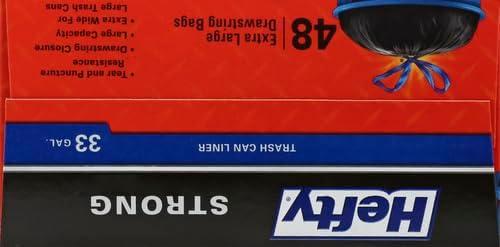 Hefty STRONG
TRASH CAN LINER 33 GAL.
48 Extra Large
Drawstring Bags
• Tear and Puncture
Resistance
• Drawstring Closure
• Large Capacity
• Extra Wide For
Large Trash Cans